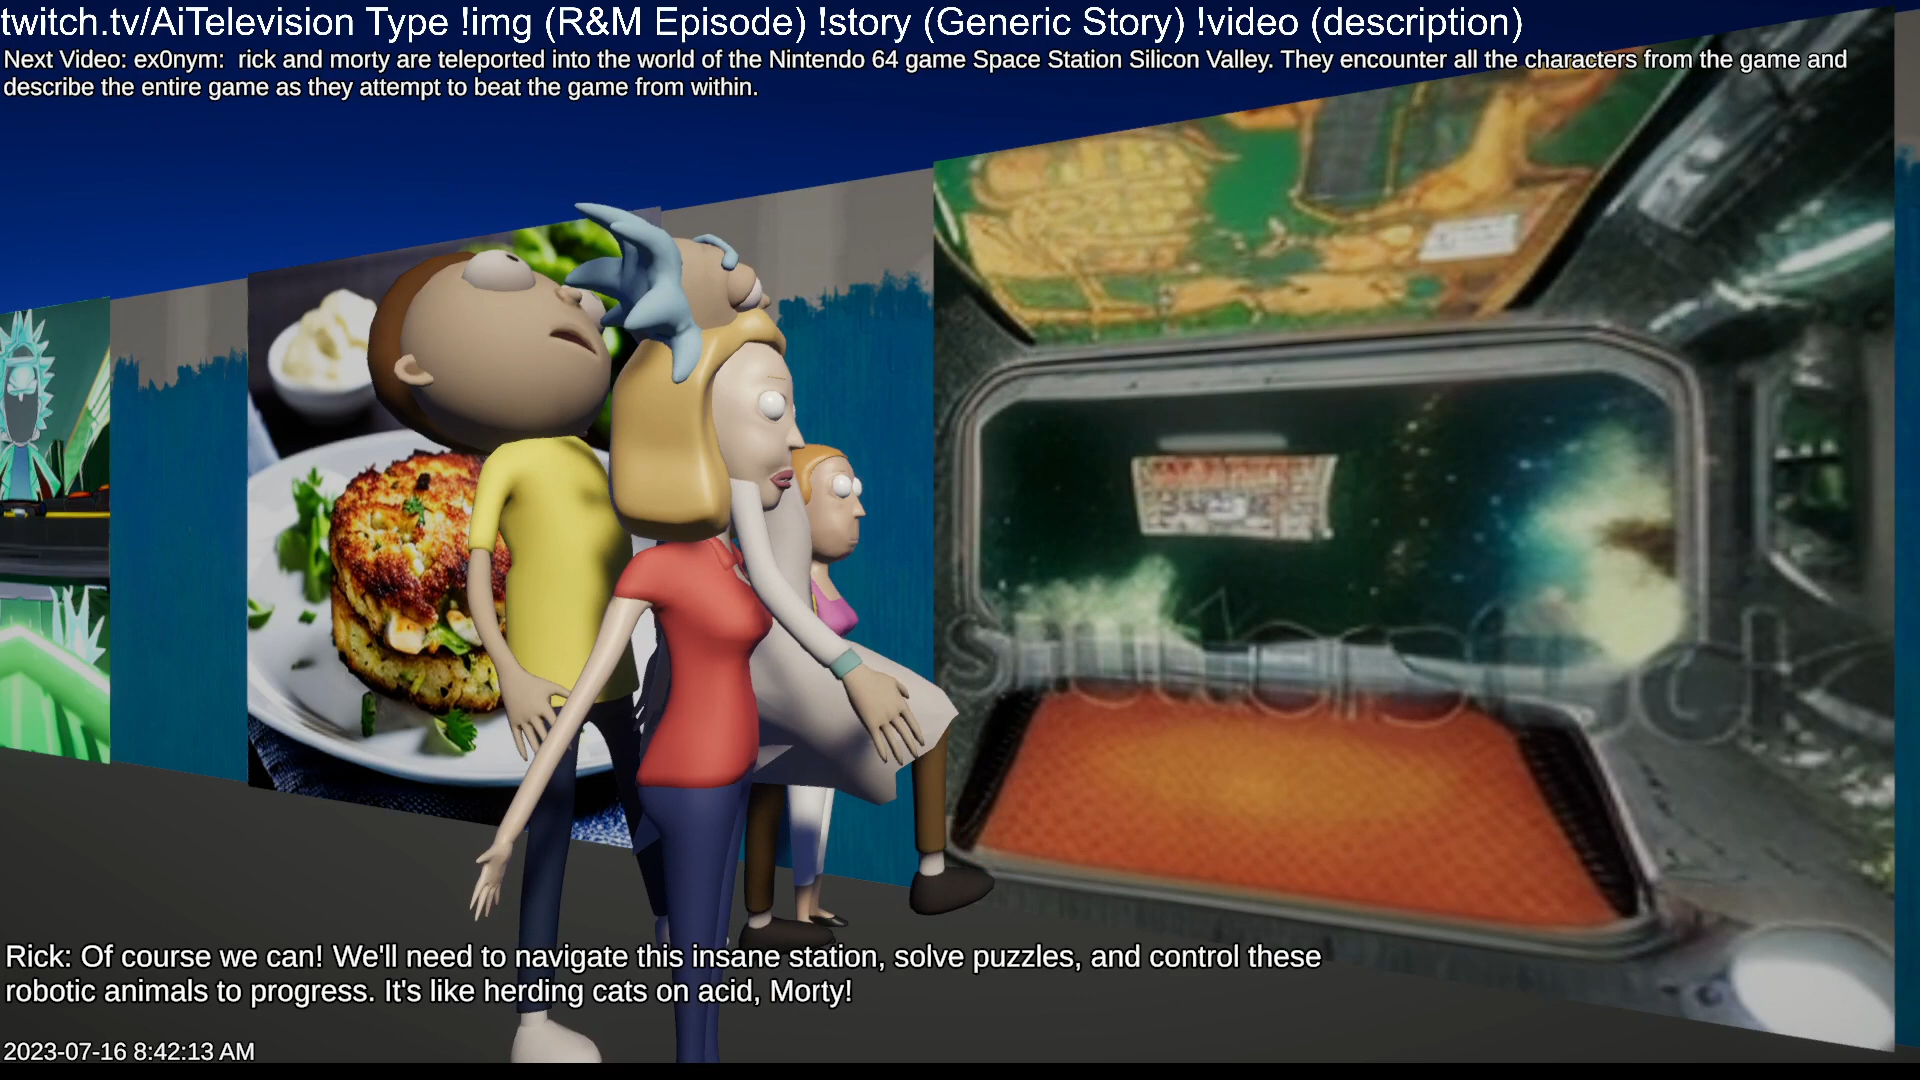 twitch.tv/AiTelevision Type !img (R&M Episode) !story (Generic Story) !video (description)
Next Video: ex0nym:  rick and morty are teleported into the world of the Nintendo 64 game Space Station Silicon Valley. They encounter all the characters from the game and
describe the entire game as they attempt to beat the game from within.
Rick: Of course we can! We'll need to navigate this insane station, solve puzzles, and control these
robotic animals to progress. It's like herding cats on acid, Morty!
2023-07-16 8:42:13 AM